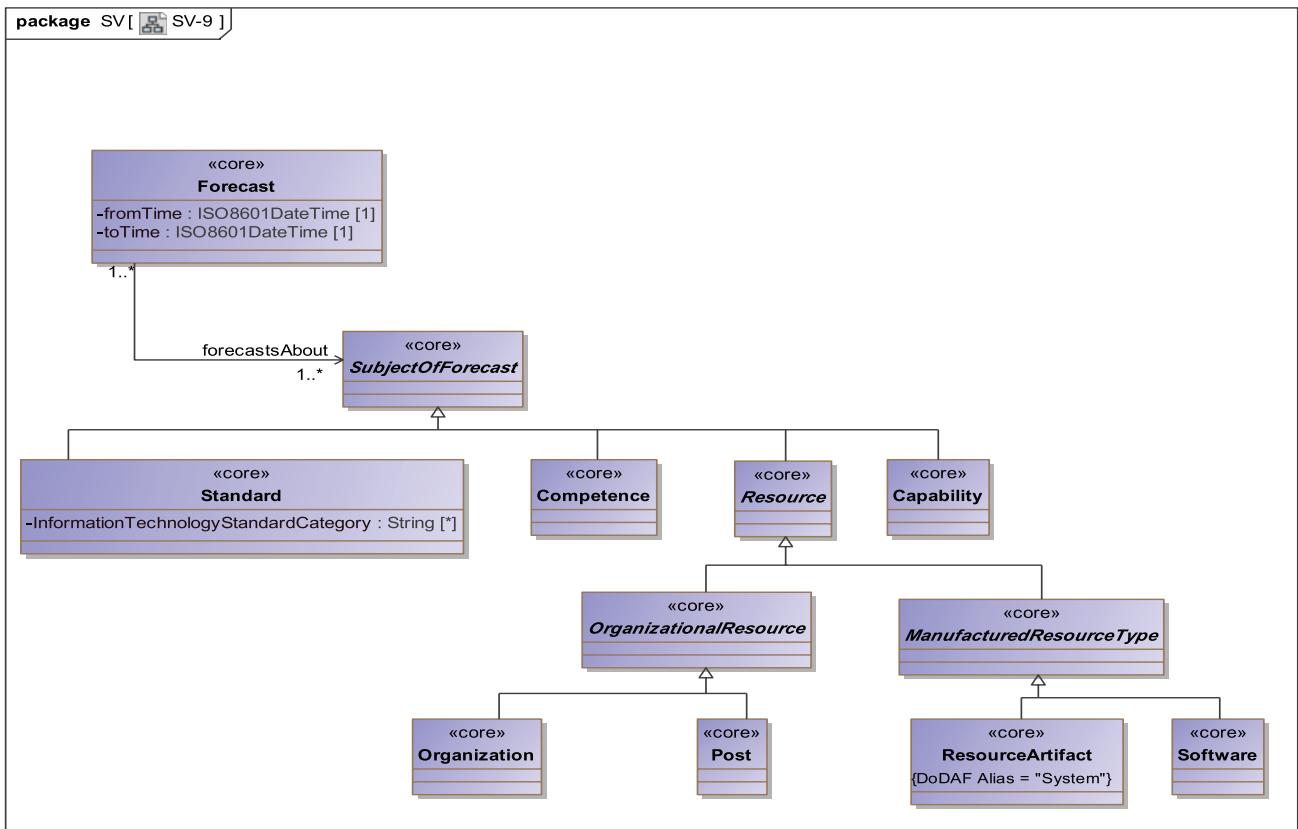 package SV [ SV-9 ]
«core»
Forecast
-fromTime : ISO8601DateTime [1]
-toTime : ISO8601DateTime [1]
1..*
forecastsAbout
1..*
«core»
SubjectOfForecast
«core»
Standard
-InformationTechnologyStandardCategory : String [*]
«core»
Competence
«core»
Resource
«core»
Capability
«core»
OrganizationalResource
«core»
ManufacturedResourceType
«core»
Organization
«core»
Post
«core»
ResourceArtifact
{DoDAF Alias = "System"}
«core»
Software